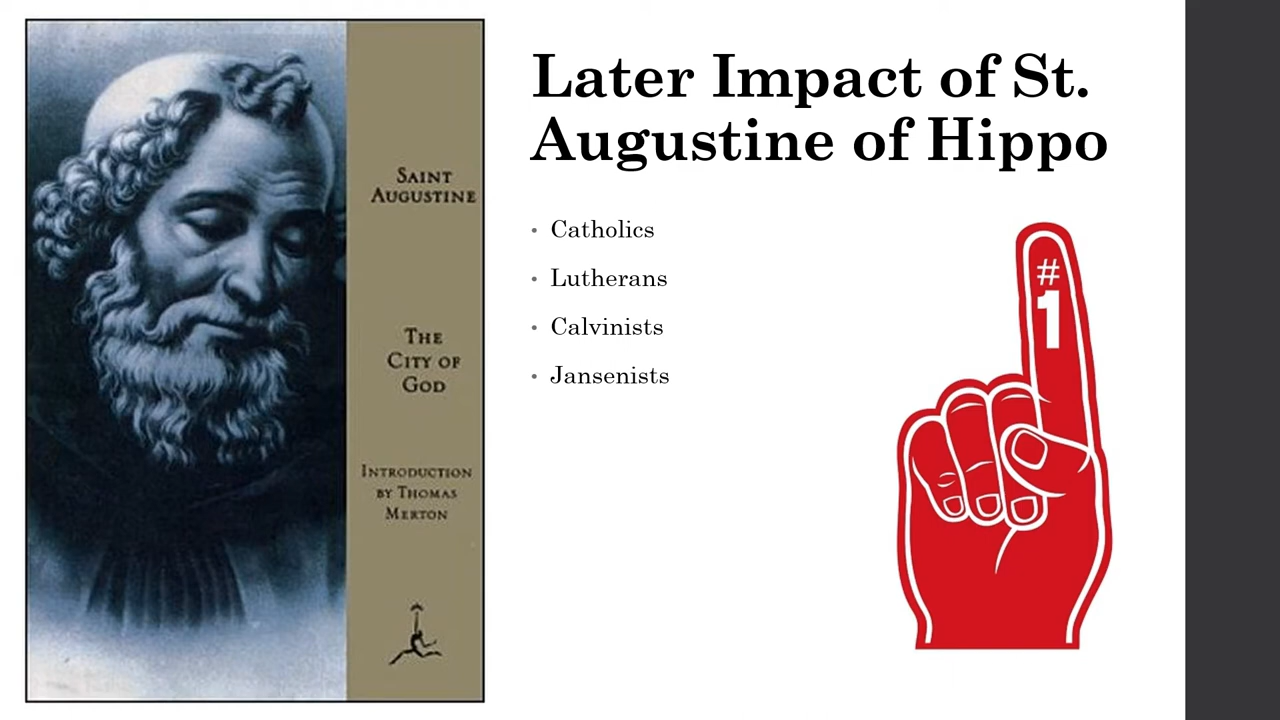 SAINT
AUGUSTINE
THE
CITY OF
GOD
INTRODUCTION
BY THOMAS
MERTON
Later Impact of St.
Augustine of Hippo
• Catholics
• Lutherans
• Calvinists
• Jansenists
#
1